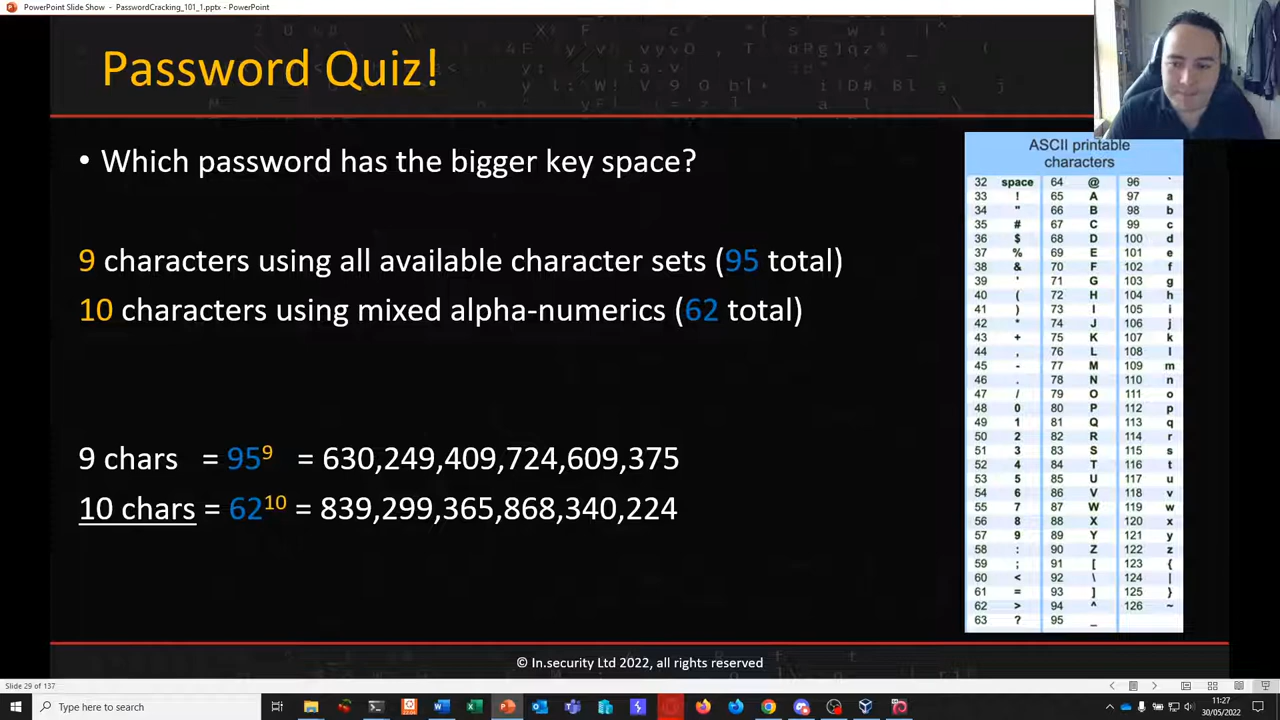 PowerPoint Slide Show - PasswordCracking_101_1.pptx - PowerPoint
Password Quiz!
• Which password has the bigger key space?
9 characters using all available character sets (95 total)
10 characters using mixed alpha-numerics (62 total)
9 chars = 95⁹ = 630,249,409,724,609,375
10 chars = 62¹⁰ = 839,299,365,868,340,224
ASCII printable
characters
32 space 64 @ 96 `
33 ! 65 A 97 a
34 " 66 B 98 b
35 # 67 C 99 c
36 $ 68 D 100 d
37 % 69 E 101 e
38 & 70 F 102 f
39 ' 71 G 103 g
40 ( 72 H 104 h
41 ) 73 I 105 i
42 * 74 J 106 j
43 + 75 K 107 k
44 , 76 L 108 l
45 - 77 M 109 m
46 . 78 N 110 n
47 / 79 O 111 o
48 0 80 P 112 p
49 1 81 Q 113 q
50 2 82 R 114 r
51 3 83 S 115 s
52 4 84 T 116 t
53 5 85 U 117 u
54 6 86 V 118 v
55 7 87 W 119 w
56 8 88 X 120 x
57 9 89 Y 121 y
58 : 90 Z 122 z
59 ; 91 [ 123 {
60 < 92 \ 124 |
61 = 93 ] 125 }
62 > 94 ^ 126 ~
63 ? 95 _
© In.security Ltd 2022, all rights reserved
Slide 29 of 137
Type here to search
11:27
30/05/2022